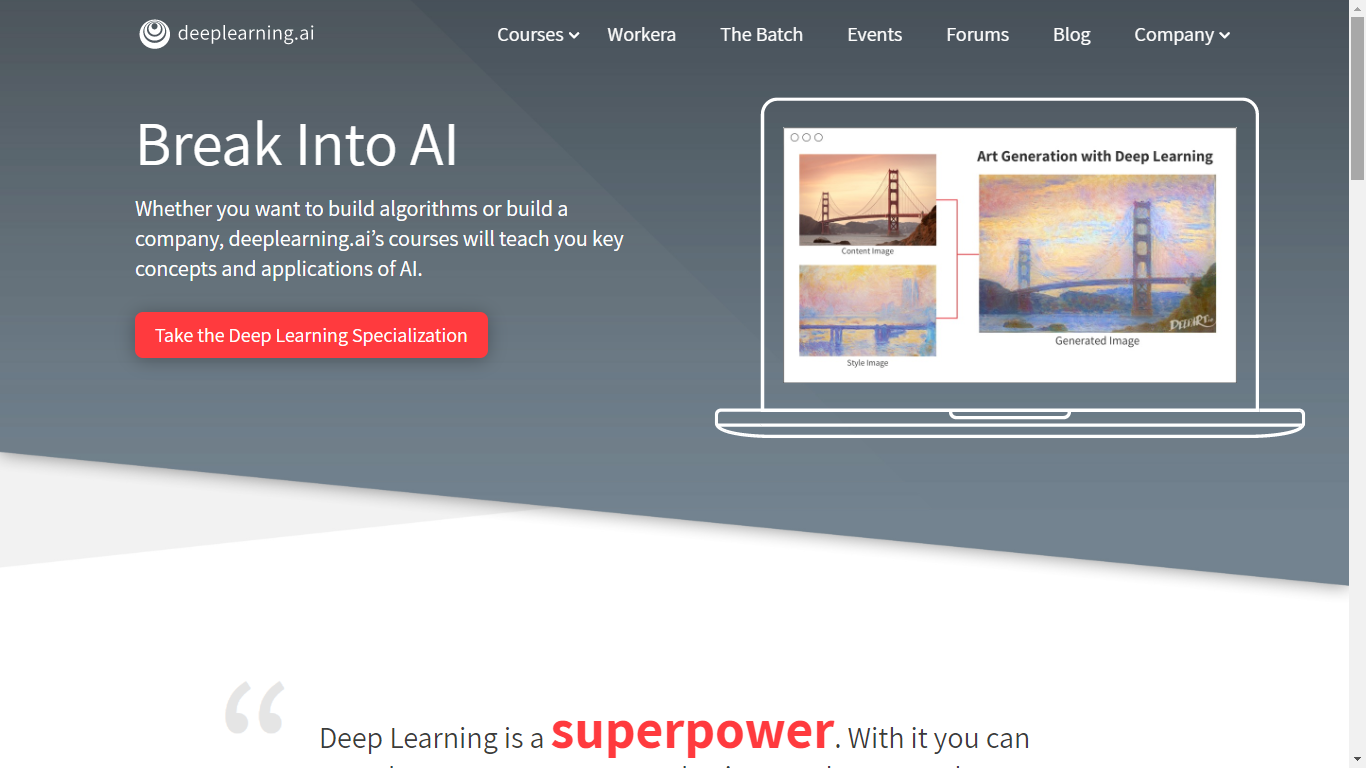 deeplearning.ai
Courses
Workera
The Batch
Events
Forums
Blog
Company
Break Into AI
Whether you want to build algorithms or build a
company, deeplearning.ai’s courses will teach you key
concepts and applications of AI.
Take the Deep Learning Specialization
Art Generation with Deep Learning
Content Image
Style Image
Generated Image
“
Deep Learning is a superpower. With it you can